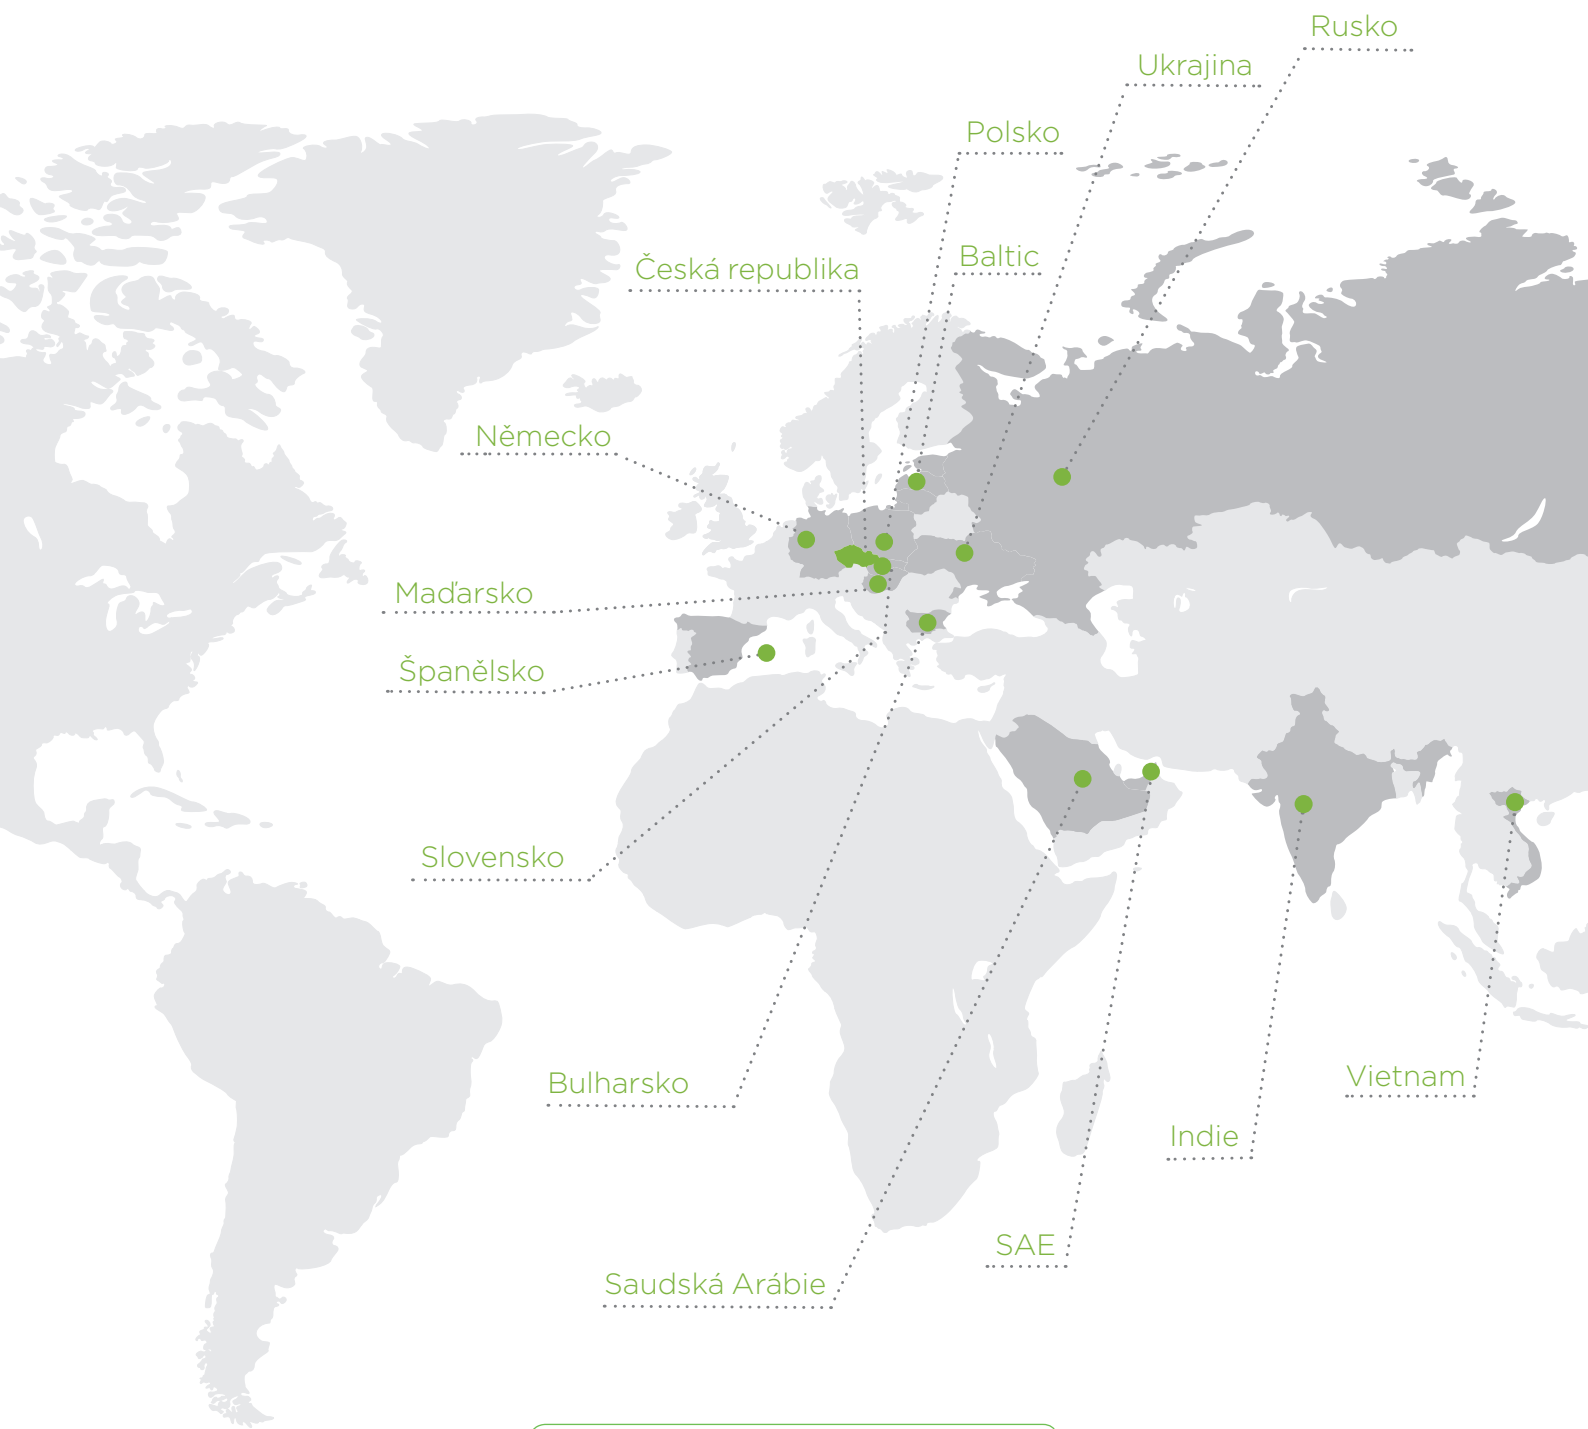 Rusko
Ukrajina
Polsko
Baltic
Česká republika
Německo
Maďarsko
Španělsko
Slovensko
Bulharsko
Vietnam
Indie
SAE
Saudská Arábie